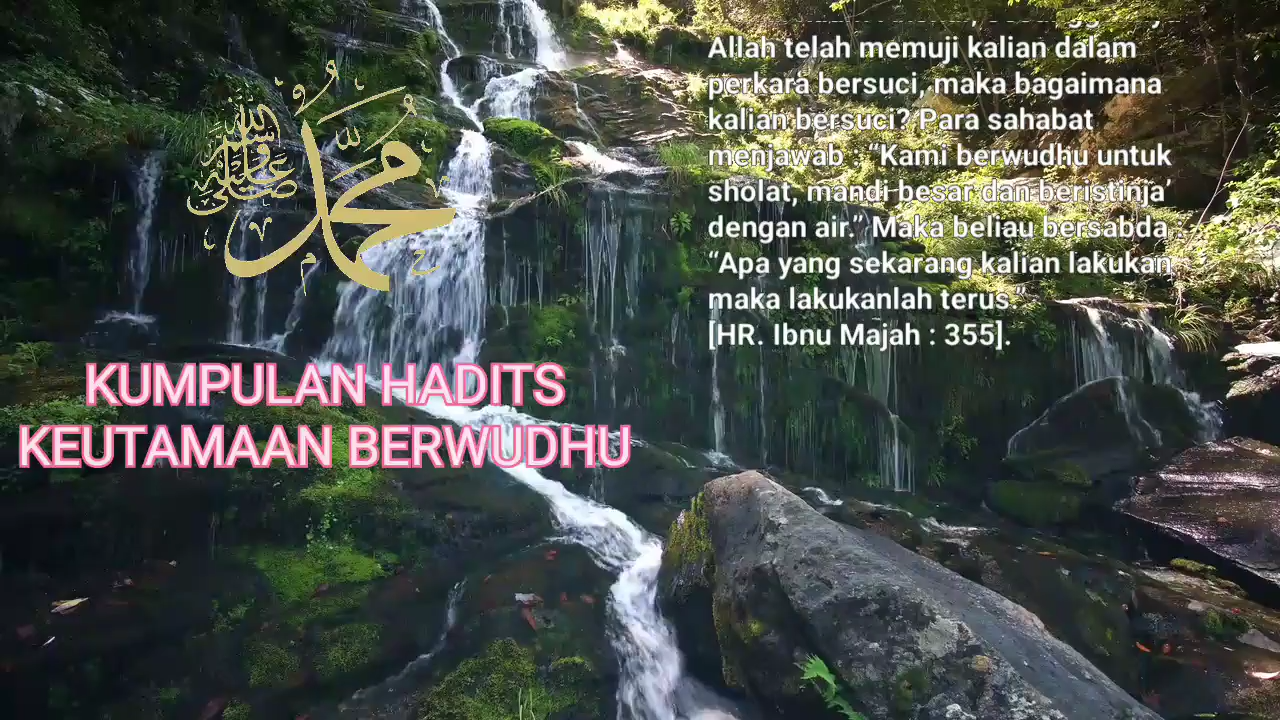 محمد
صلى الله عليه وسلم
KUMPULAN HADITS
KEUTAMAAN BERWUDHU
Allah telah memuji kalian dalam
perkara bersuci, maka bagaimana
kalian bersuci? Para sahabat
menjawab : “Kami berwudhu untuk
sholat, mandi besar dan beristinja’
dengan air.” Maka beliau bersabda :
“Apa yang sekarang kalian lakukan
maka lakukanlah terus.”
[HR. Ibnu Majah : 355].